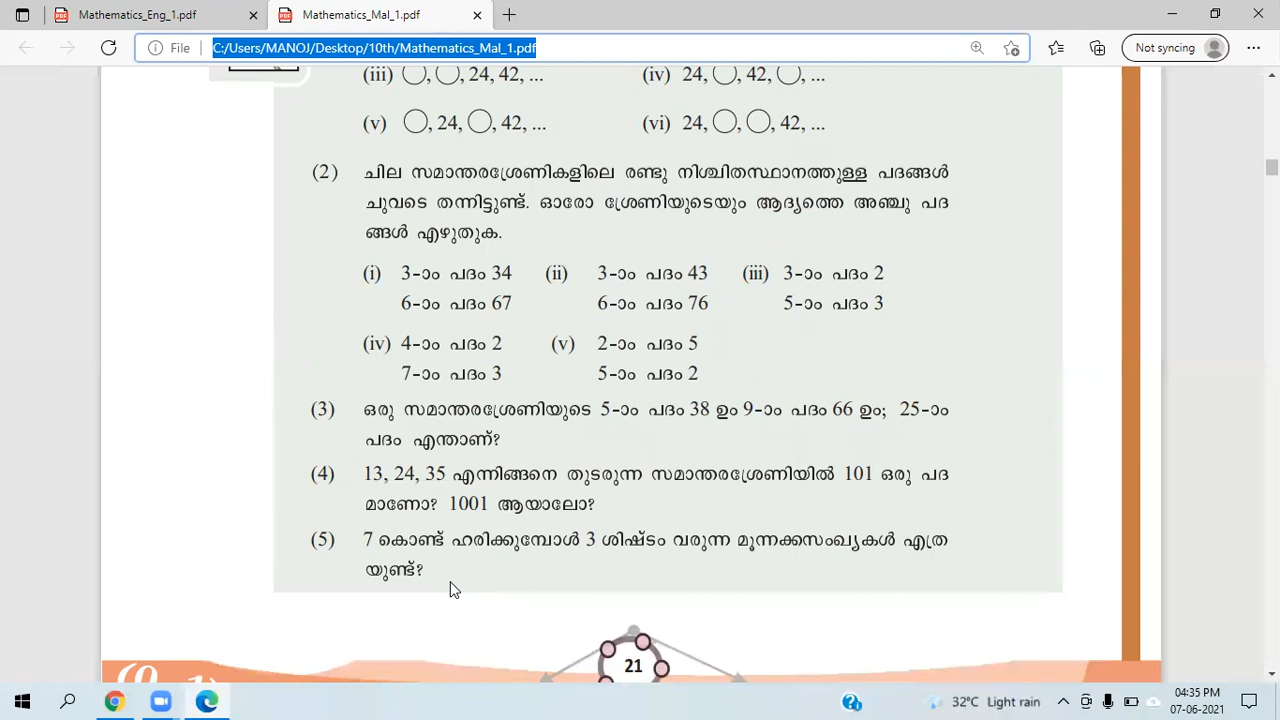 Mathematics_Eng_1.pdf
Mathematics_Mal_1.pdf
File
C:/Users/MANOJ/Desktop/10th/Mathematics_Mal_1.pdf
Not syncing
(iii) ◯, ◯, 24, 42, ... (iv) 24, ◯, 42, ◯, ...
(v) ◯, 24, ◯, 42, ... (vi) 24, ◯, ◯, 42, ...
(2) ചില സമാന്തരശ്രേണികളിലെ രണ്ടു നിശ്ചിതസ്ഥാനത്തുള്ള പദങ്ങൾ
ചുവടെ തന്നിട്ടുണ്ട്. ഓരോ ശ്രേണിയുടെയും ആദ്യത്തെ അഞ്ചു പദ
ങ്ങൾ എഴുതുക.
(i) 3-ാം പദം 34 (ii) 3-ാം പദം 43 (iii) 3-ാം പദം 2
6-ാം പദം 67 6-ാം പദം 76 5-ാം പദം 3
(iv) 4-ാം പദം 2 (v) 2-ാം പദം 5
7-ാം പദം 3 5-ാം പദം 2
(3) ഒരു സമാന്തരശ്രേണിയുടെ 5-ാം പദം 38 ഉം 9-ാം പദം 66 ഉം; 25-ാം
പദം എന്താണ്?
(4) 13, 24, 35 എന്നിങ്ങനെ തുടരുന്ന സമാന്തരശ്രേണിയിൽ 101 ഒരു പദ
മാണോ? 1001 ആയാലോ?
(5) 7 കൊണ്ട് ഹരിക്കുമ്പോൾ 3 ശിഷ്ടം വരുന്ന മൂന്നക്കസംഖ്യകൾ എത്ര
യുണ്ട്?
21
32°C Light rain
04:35 PM
07-06-2021